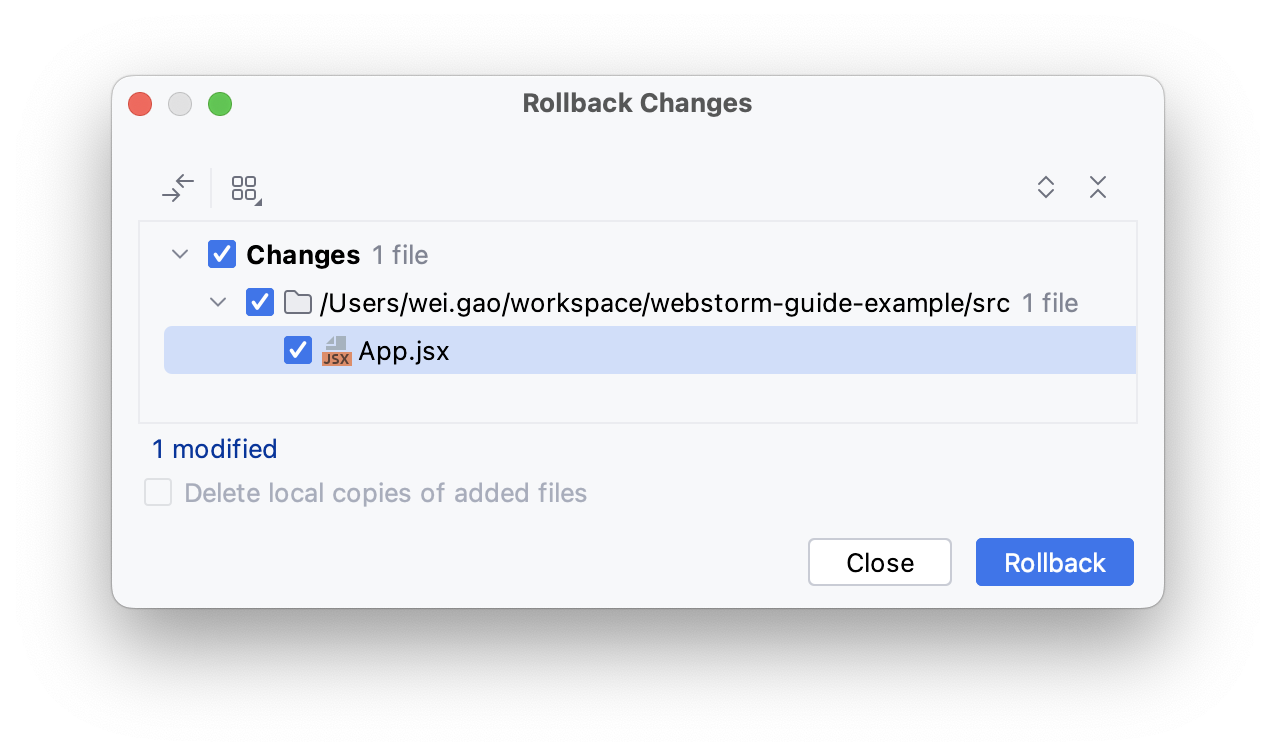 Rollback Changes
Changes 1 file
/Users/wei.gao/workspace/webstorm-guide-example/src 1 file
JSX App.jsx
1 modified
Delete local copies of added files
Close Rollback